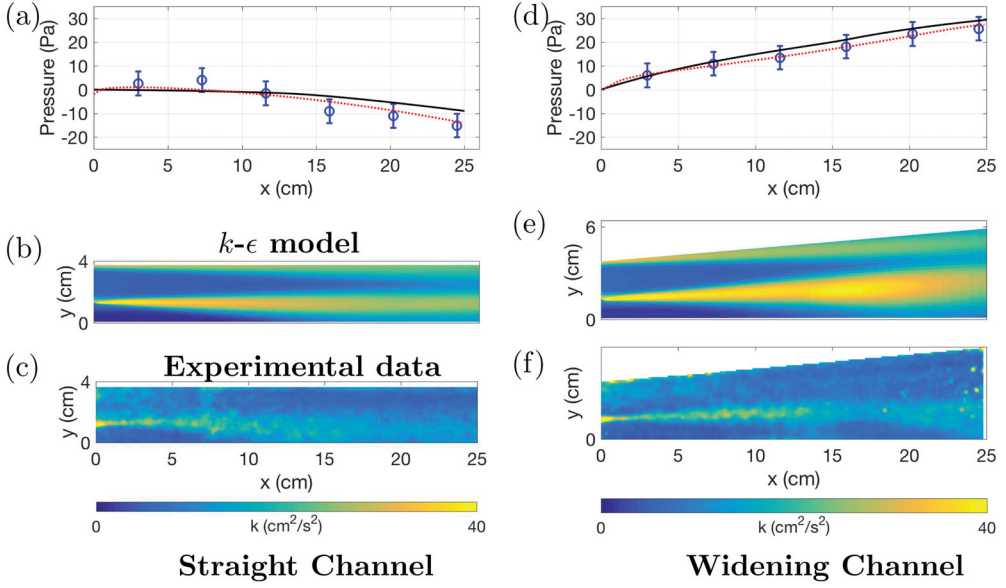 (a)
Pressure (Pa)
30
20
10
0
-10
-20
0 5 10 15 20 25
x (cm)
(b)
k-ϵ model
y (cm)
4
0
(c)
Experimental data
y (cm)
4
0
0 5 10 15 20 25
x (cm)
0 k (cm²/s²) 40
Straight Channel
(d)
Pressure (Pa)
30
20
10
0
-10
-20
0 5 10 15 20 25
x (cm)
(e)
y (cm)
6
0
(f)
y (cm)
6
0
0 5 10 15 20 25
x (cm)
0 k (cm²/s²) 40
Widening Channel